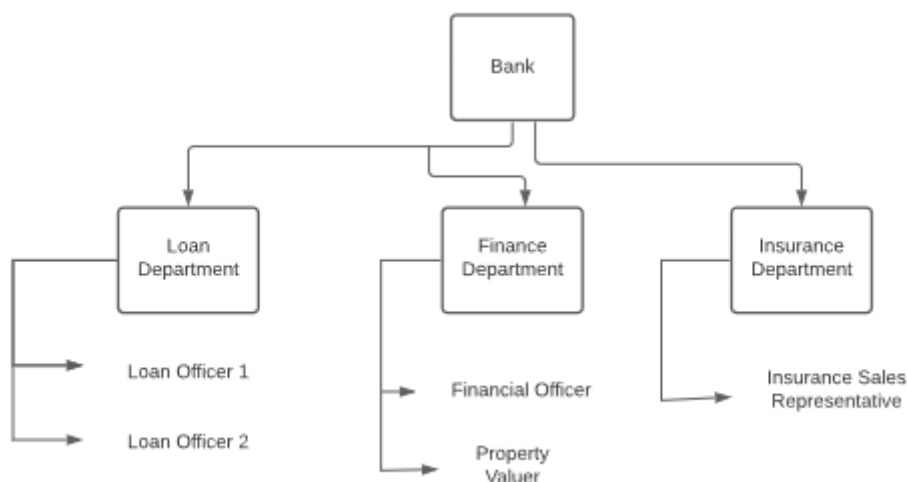 Bank
Loan
Department
Finance
Department
Insurance
Department
Loan Officer 1
Loan Officer 2
Financial Officer
Property
Valuer
Insurance Sales
Representative